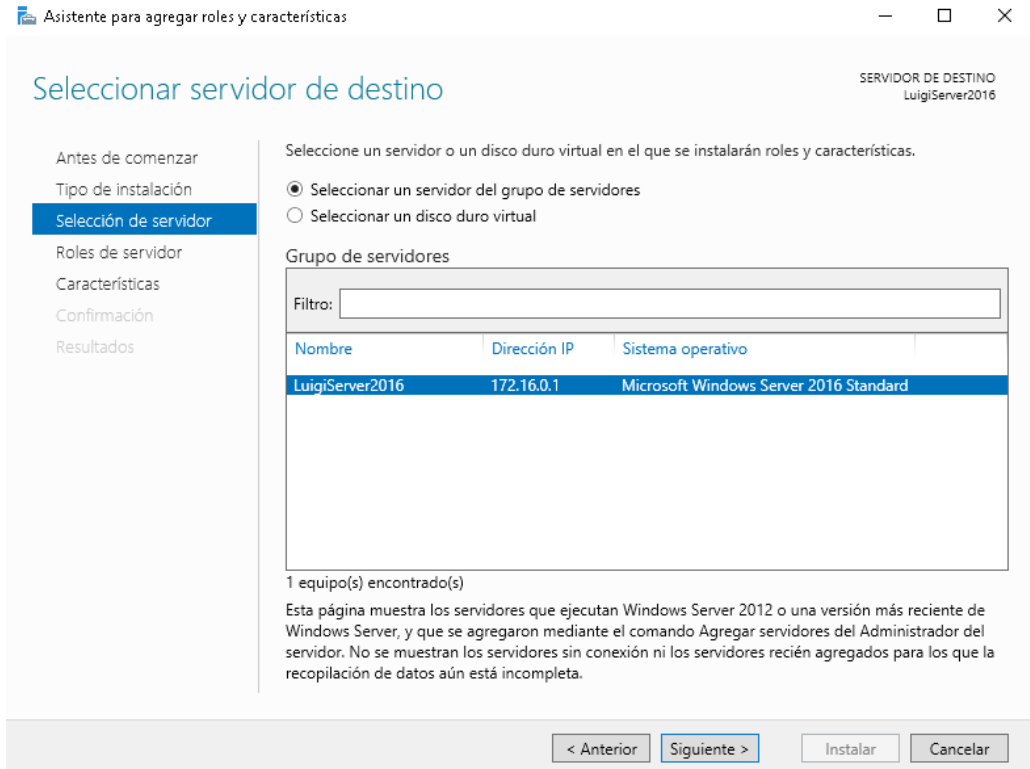 Asistente para agregar roles y características
Seleccionar servidor de destino
SERVIDOR DE DESTINO
LuigiServer2016
Antes de comenzar
Tipo de instalación
Selección de servidor
Roles de servidor
Características
Confirmación
Resultados
Seleccione un servidor o un disco duro virtual en el que se instalarán roles y características.
Seleccionar un servidor del grupo de servidores
Seleccionar un disco duro virtual
Grupo de servidores
Filtro:
Nombre Dirección IP Sistema operativo
LuigiServer2016 172.16.0.1 Microsoft Windows Server 2016 Standard
1 equipo(s) encontrado(s)
Esta página muestra los servidores que ejecutan Windows Server 2012 o una versión más reciente de
Windows Server, y que se agregaron mediante el comando Agregar servidores del Administrador del
servidor. No se muestran los servidores sin conexión ni los servidores recién agregados para los que la
recopilación de datos aún está incompleta.
< Anterior Siguiente > Instalar Cancelar